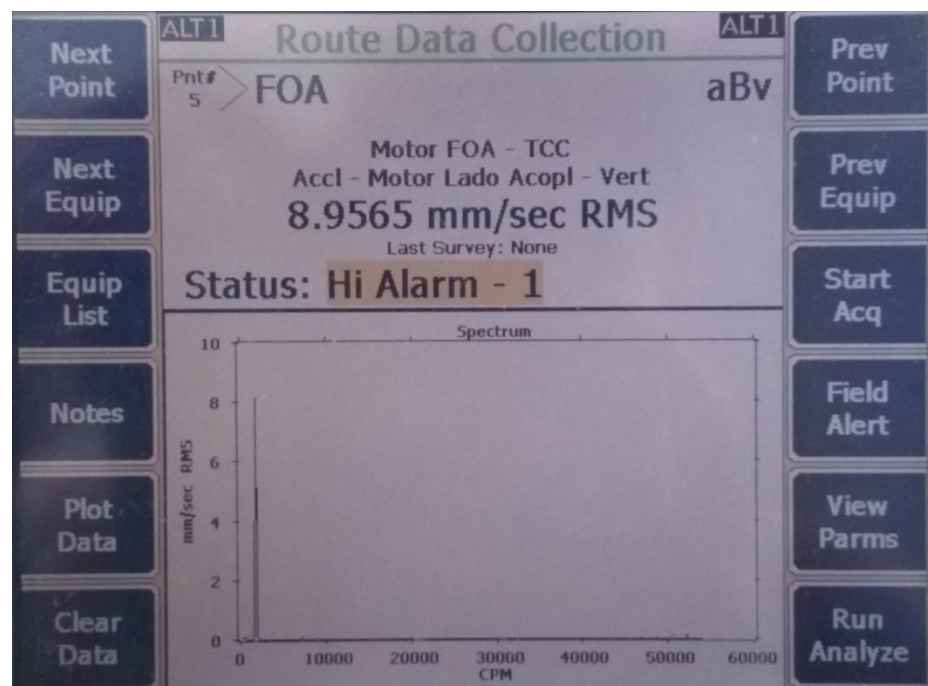 ALT1
Route Data Collection
ALT1
Pnt#
5
FOA
aBv
Motor FOA - TCC
Accl - Motor Lado Acopl - Vert
8.9565 mm/sec RMS
Last Survey: None
Status: Hi Alarm - 1
Next
Point
Next
Equip
Equip
List
Notes
Plot
Data
Clear
Data
Prev
Point
Prev
Equip
Start
Acq
Field
Alert
View
Parms
Run
Analyze
Spectrum
mm/sec RMS
10
8
6
4
2
0
0 10000 20000 30000 40000 50000 60000
CPM